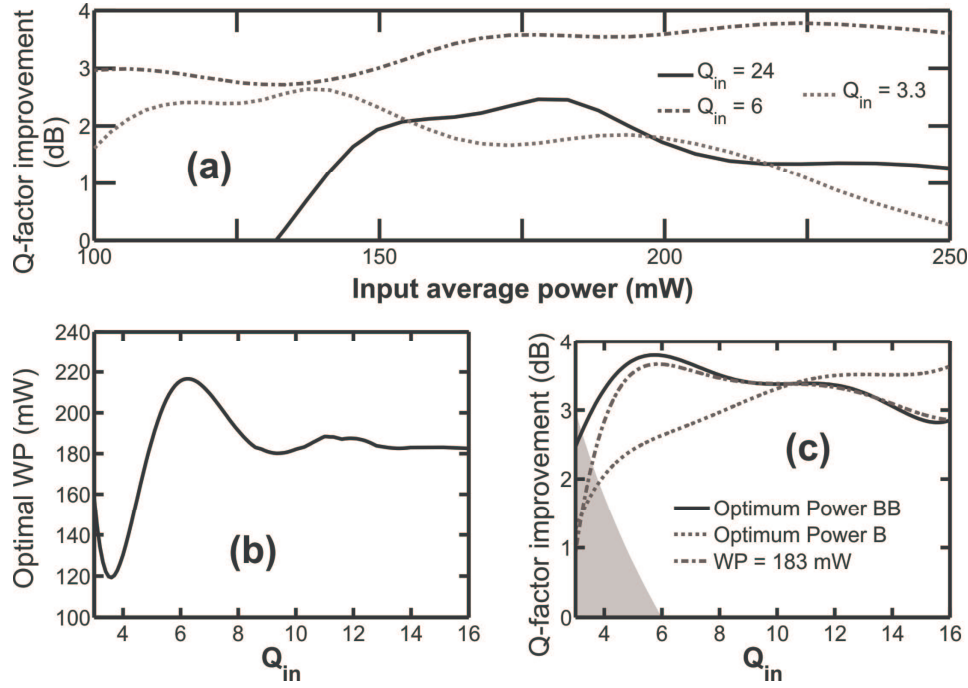 4
3
2
1
0
Q-factor improvement
(dB)
(a)
Q_in = 24
Q_in = 6
Q_in = 3.3
100
150
200
250
Input average power (mW)
240
220
200
180
160
140
120
100
Optimal WP (mW)
(b)
4
6
8
10
12
14
16
Q_in
4
3
2
1
0
Q-factor improvement (dB)
(c)
Optimum Power BB
Optimum Power B
WP = 183 mW
4
6
8
10
12
14
16
Q_in